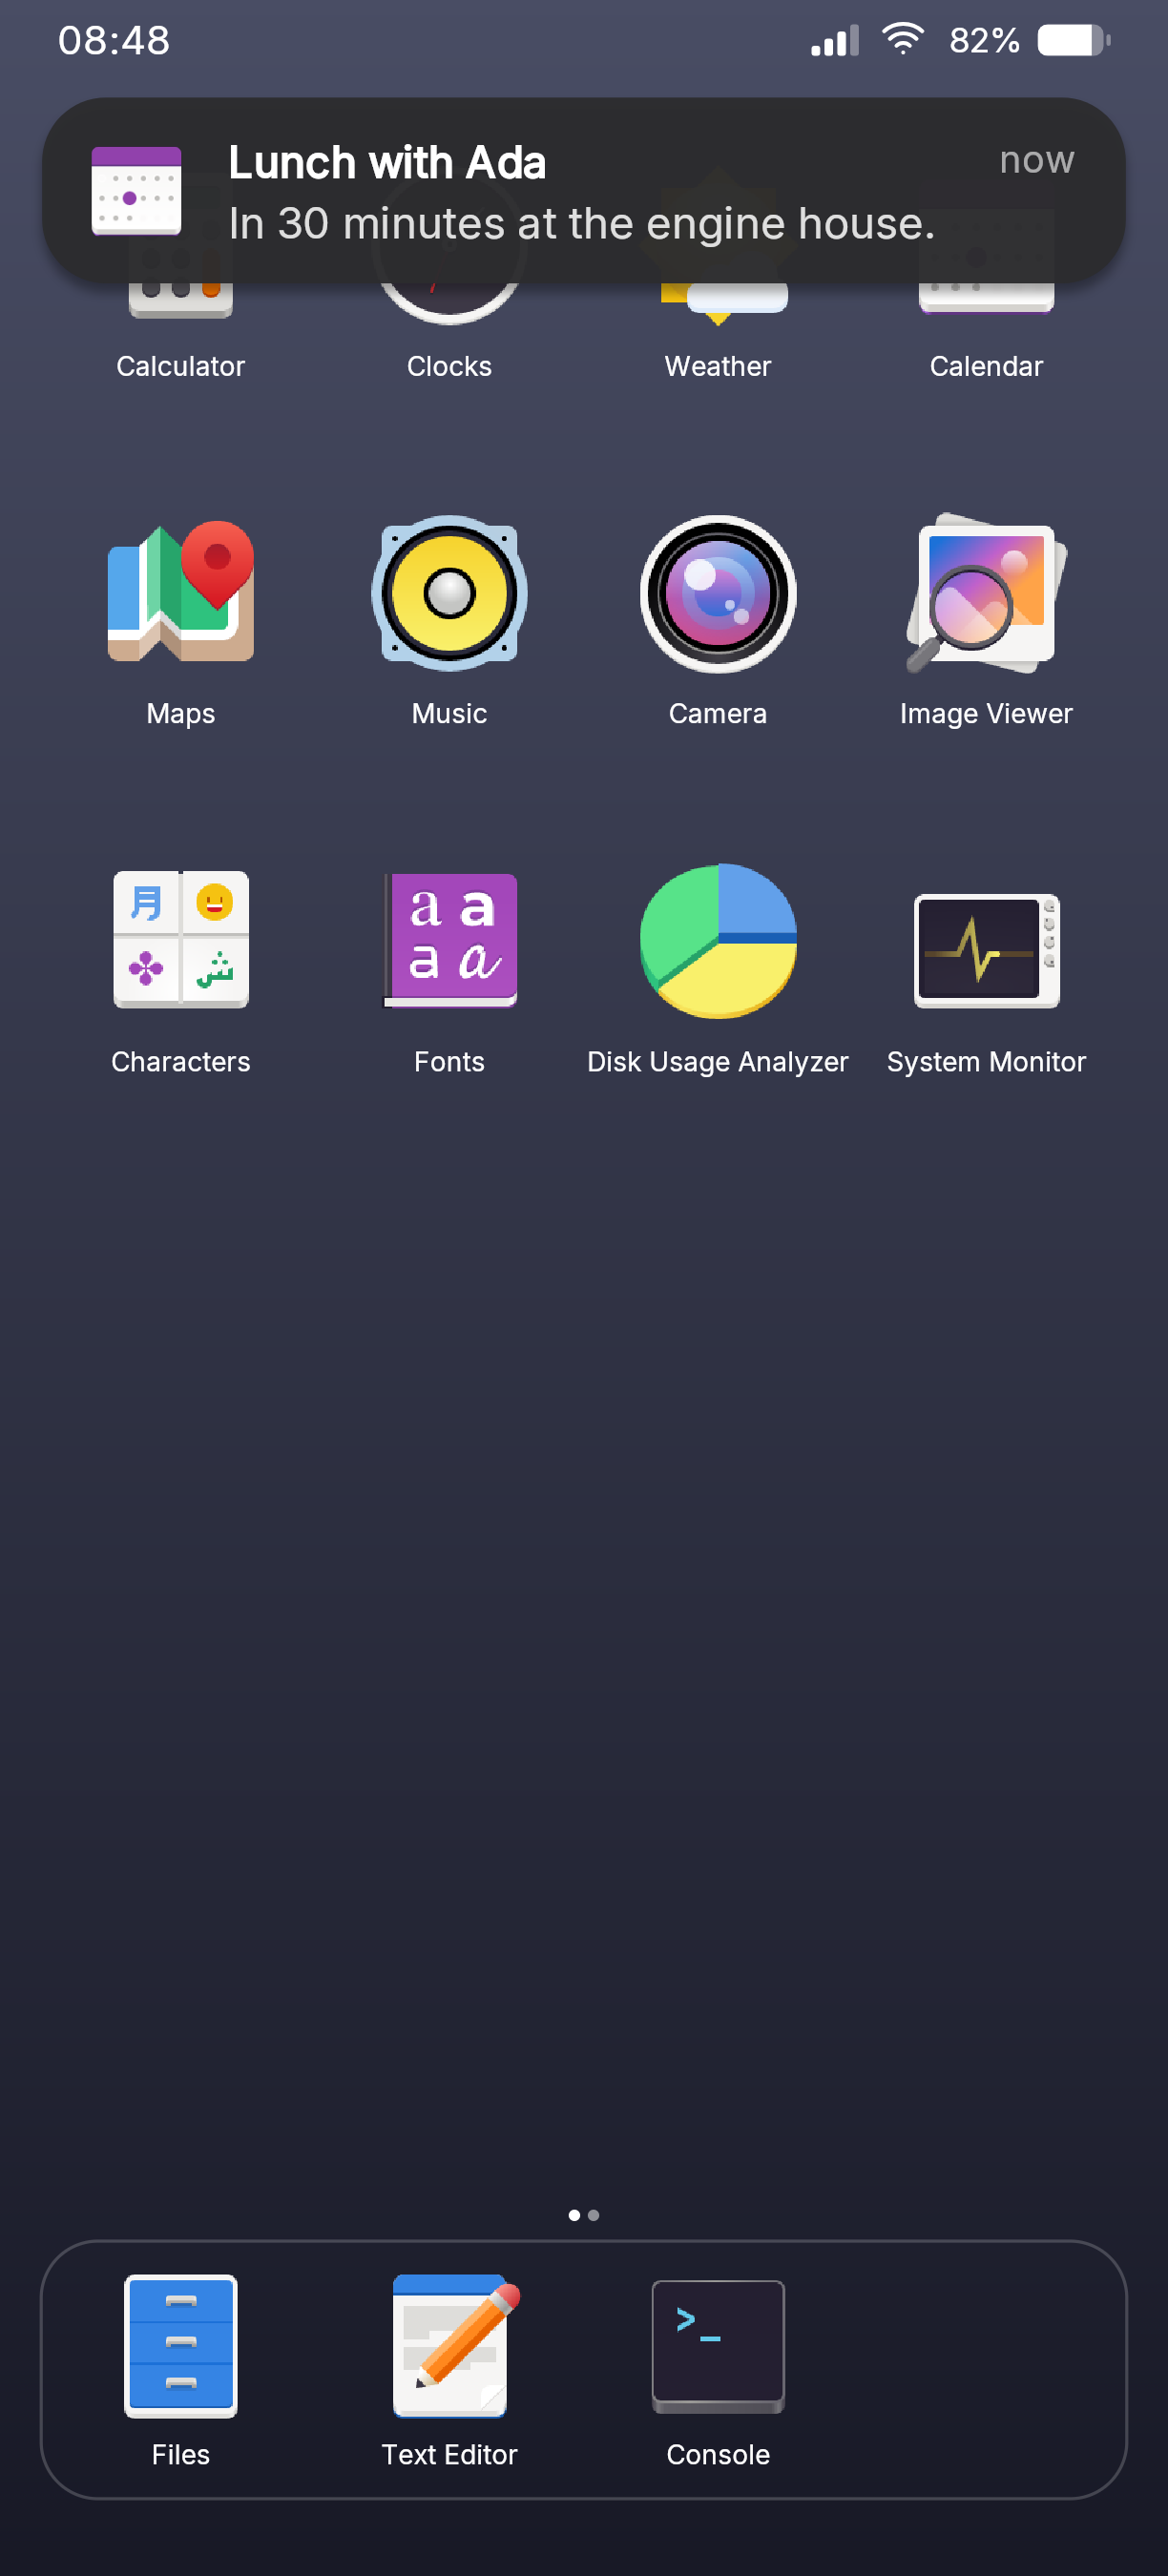 08:48
82%
Lunch with Ada
now
In 30 minutes at the engine house.
Calculator
Clocks
Weather
Calendar
Maps
Music
Camera
Image Viewer
月
ش
a a
a a
Characters
Fonts
Disk Usage Analyzer
System Monitor
>_
Files
Text Editor
Console